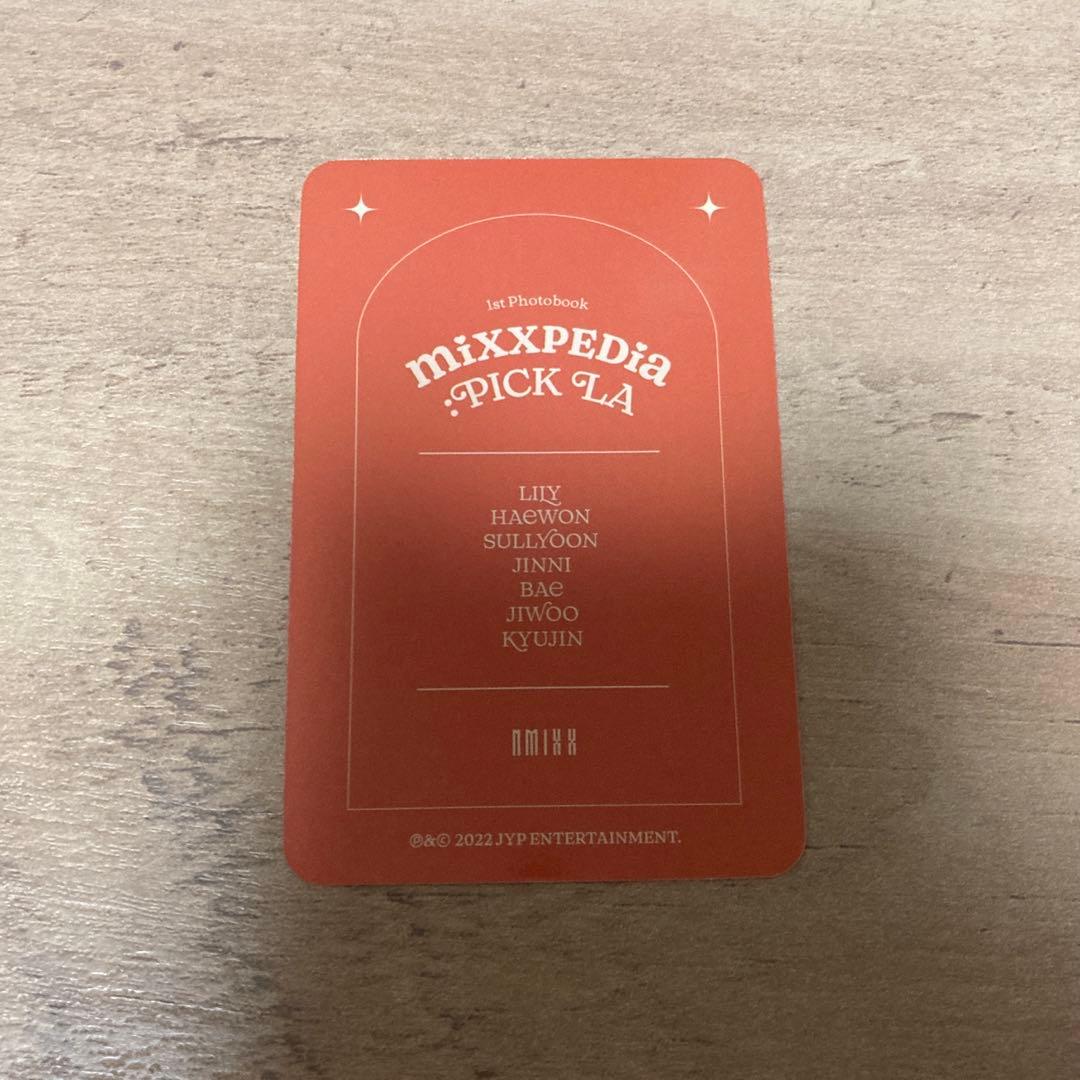 1st Photobook
miXXPEDia
:PICK LA
LILY
HAeWON
SULLYOON
JINNI
BAe
JIWOO
KYUJIN
NMIXX
℗&© 2022 JYP ENTERTAINMENT.